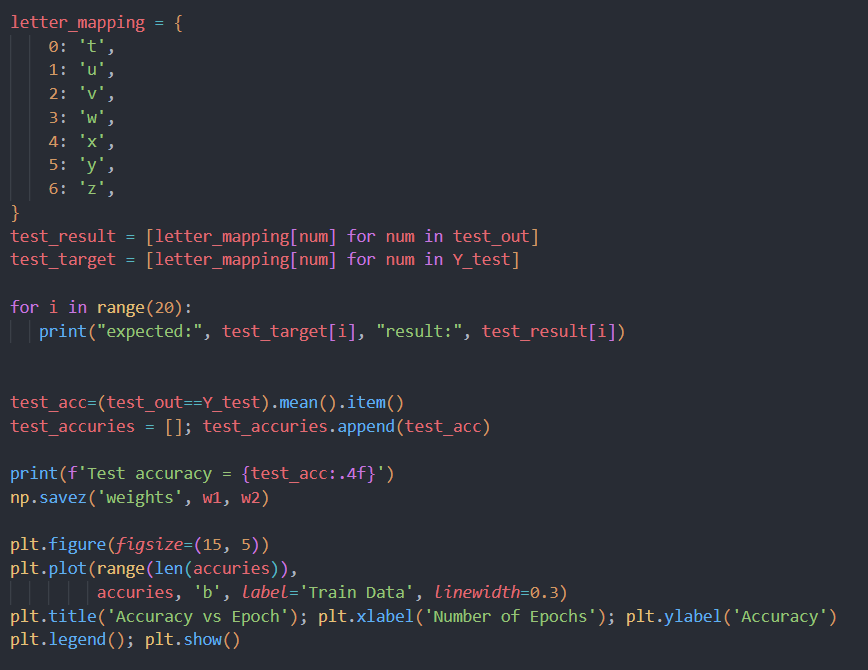 letter_mapping = {
    0: 't',
    1: 'u',
    2: 'v',
    3: 'w',
    4: 'x',
    5: 'y',
    6: 'z',
}
test_result = [letter_mapping[num] for num in test_out]
test_target = [letter_mapping[num] for num in Y_test]

for i in range(20):
   print("expected:", test_target[i], "result:", test_result[i])


test_acc=(test_out==Y_test).mean().item()
test_accuries = []; test_accuries.append(test_acc)

print(f'Test accuracy = {test_acc:.4f}')
np.savez('weights', w1, w2)

plt.figure(figsize=(15, 5))
plt.plot(range(len(accuries)),
         accuries, 'b', label='Train Data', linewidth=0.3)
plt.title('Accuracy vs Epoch'); plt.xlabel('Number of Epochs'); plt.ylabel('Accuracy')
plt.legend(); plt.show()